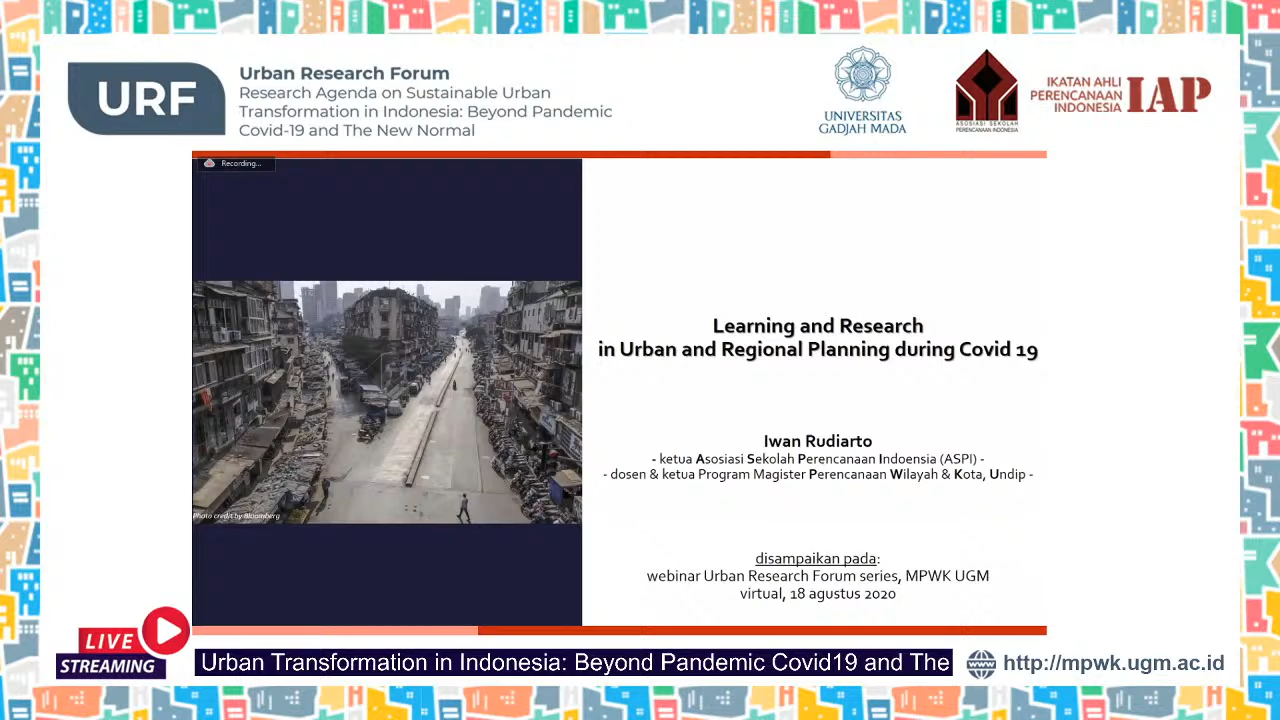 URF
Urban Research Forum
Research Agenda on Sustainable Urban
Transformation in Indonesia: Beyond Pandemic
Covid-19 and The New Normal
UNIVERSITAS
GADJAH MADA
ASOSIASI SEKOLAH
PERENCANAAN INDONESIA
IKATAN AHLI
PERENCANAAN
INDONESIA
IAP
Recording...
Photo credit by Bloomberg
Learning and Research
in Urban and Regional Planning during Covid 19
Iwan Rudiarto
- ketua Asosiasi Sekolah Perencanaan Indoensia (ASPI) -
- dosen & ketua Program Magister Perencanaan Wilayah & Kota, Undip -
disampaikan pada:
webinar Urban Research Forum series, MPWK UGM
virtual, 18 agustus 2020
LIVE
STREAMING
Urban Transformation in Indonesia: Beyond Pandemic Covid19 and The
http://mpwk.ugm.ac.id